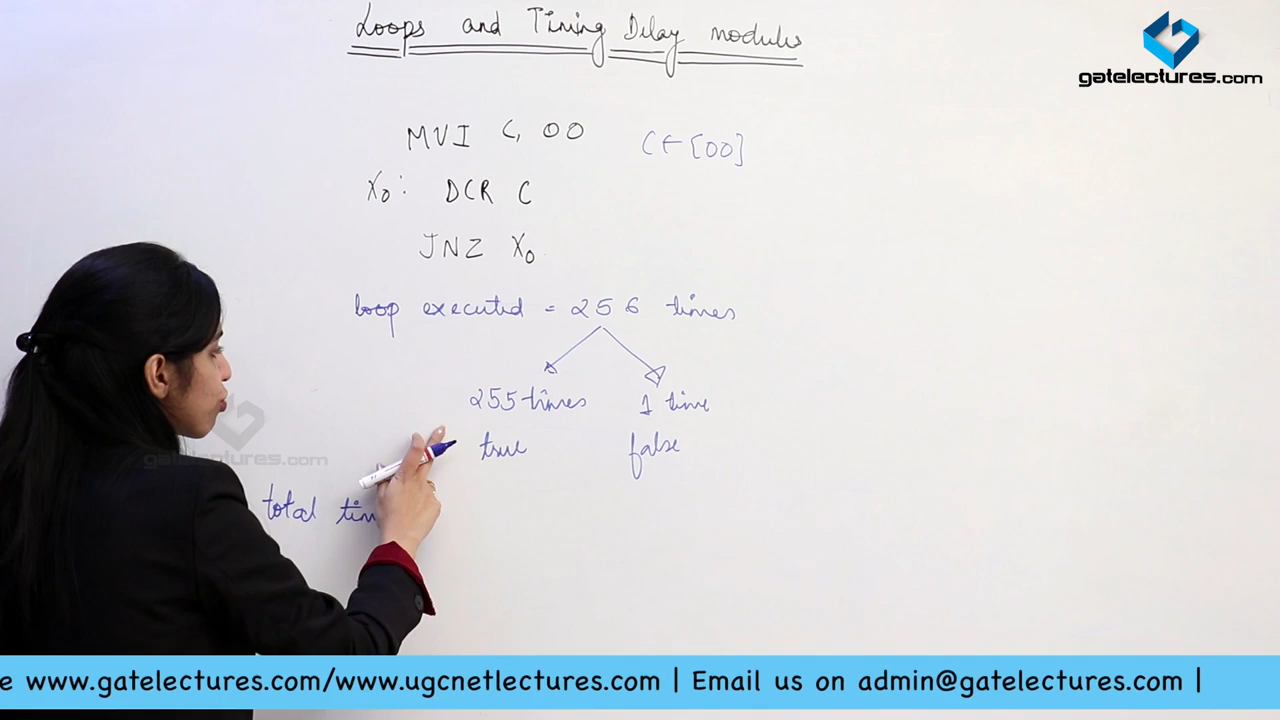 Loops and Timing Delay modules
gatelectures.com
MVI C, 00 C ← [00]
X0: DCR C
JNZ X0
loop executed = 256 times
255 times 1 time
true false
gatelectures.com
total tim
e www.gatelectures.com/www.ugcnetlectures.com | Email us on admin@gatelectures.com |